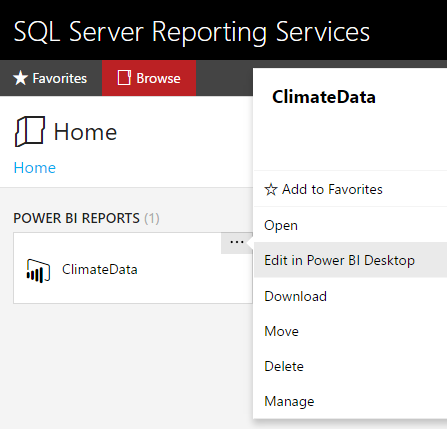 SQL Server Reporting Services
Favorites
Browse
Home
Home
POWER BI REPORTS (1)
...
ClimateData
ClimateData
Add to Favorites
Open
Edit in Power BI Desktop
Download
Move
Delete
Manage